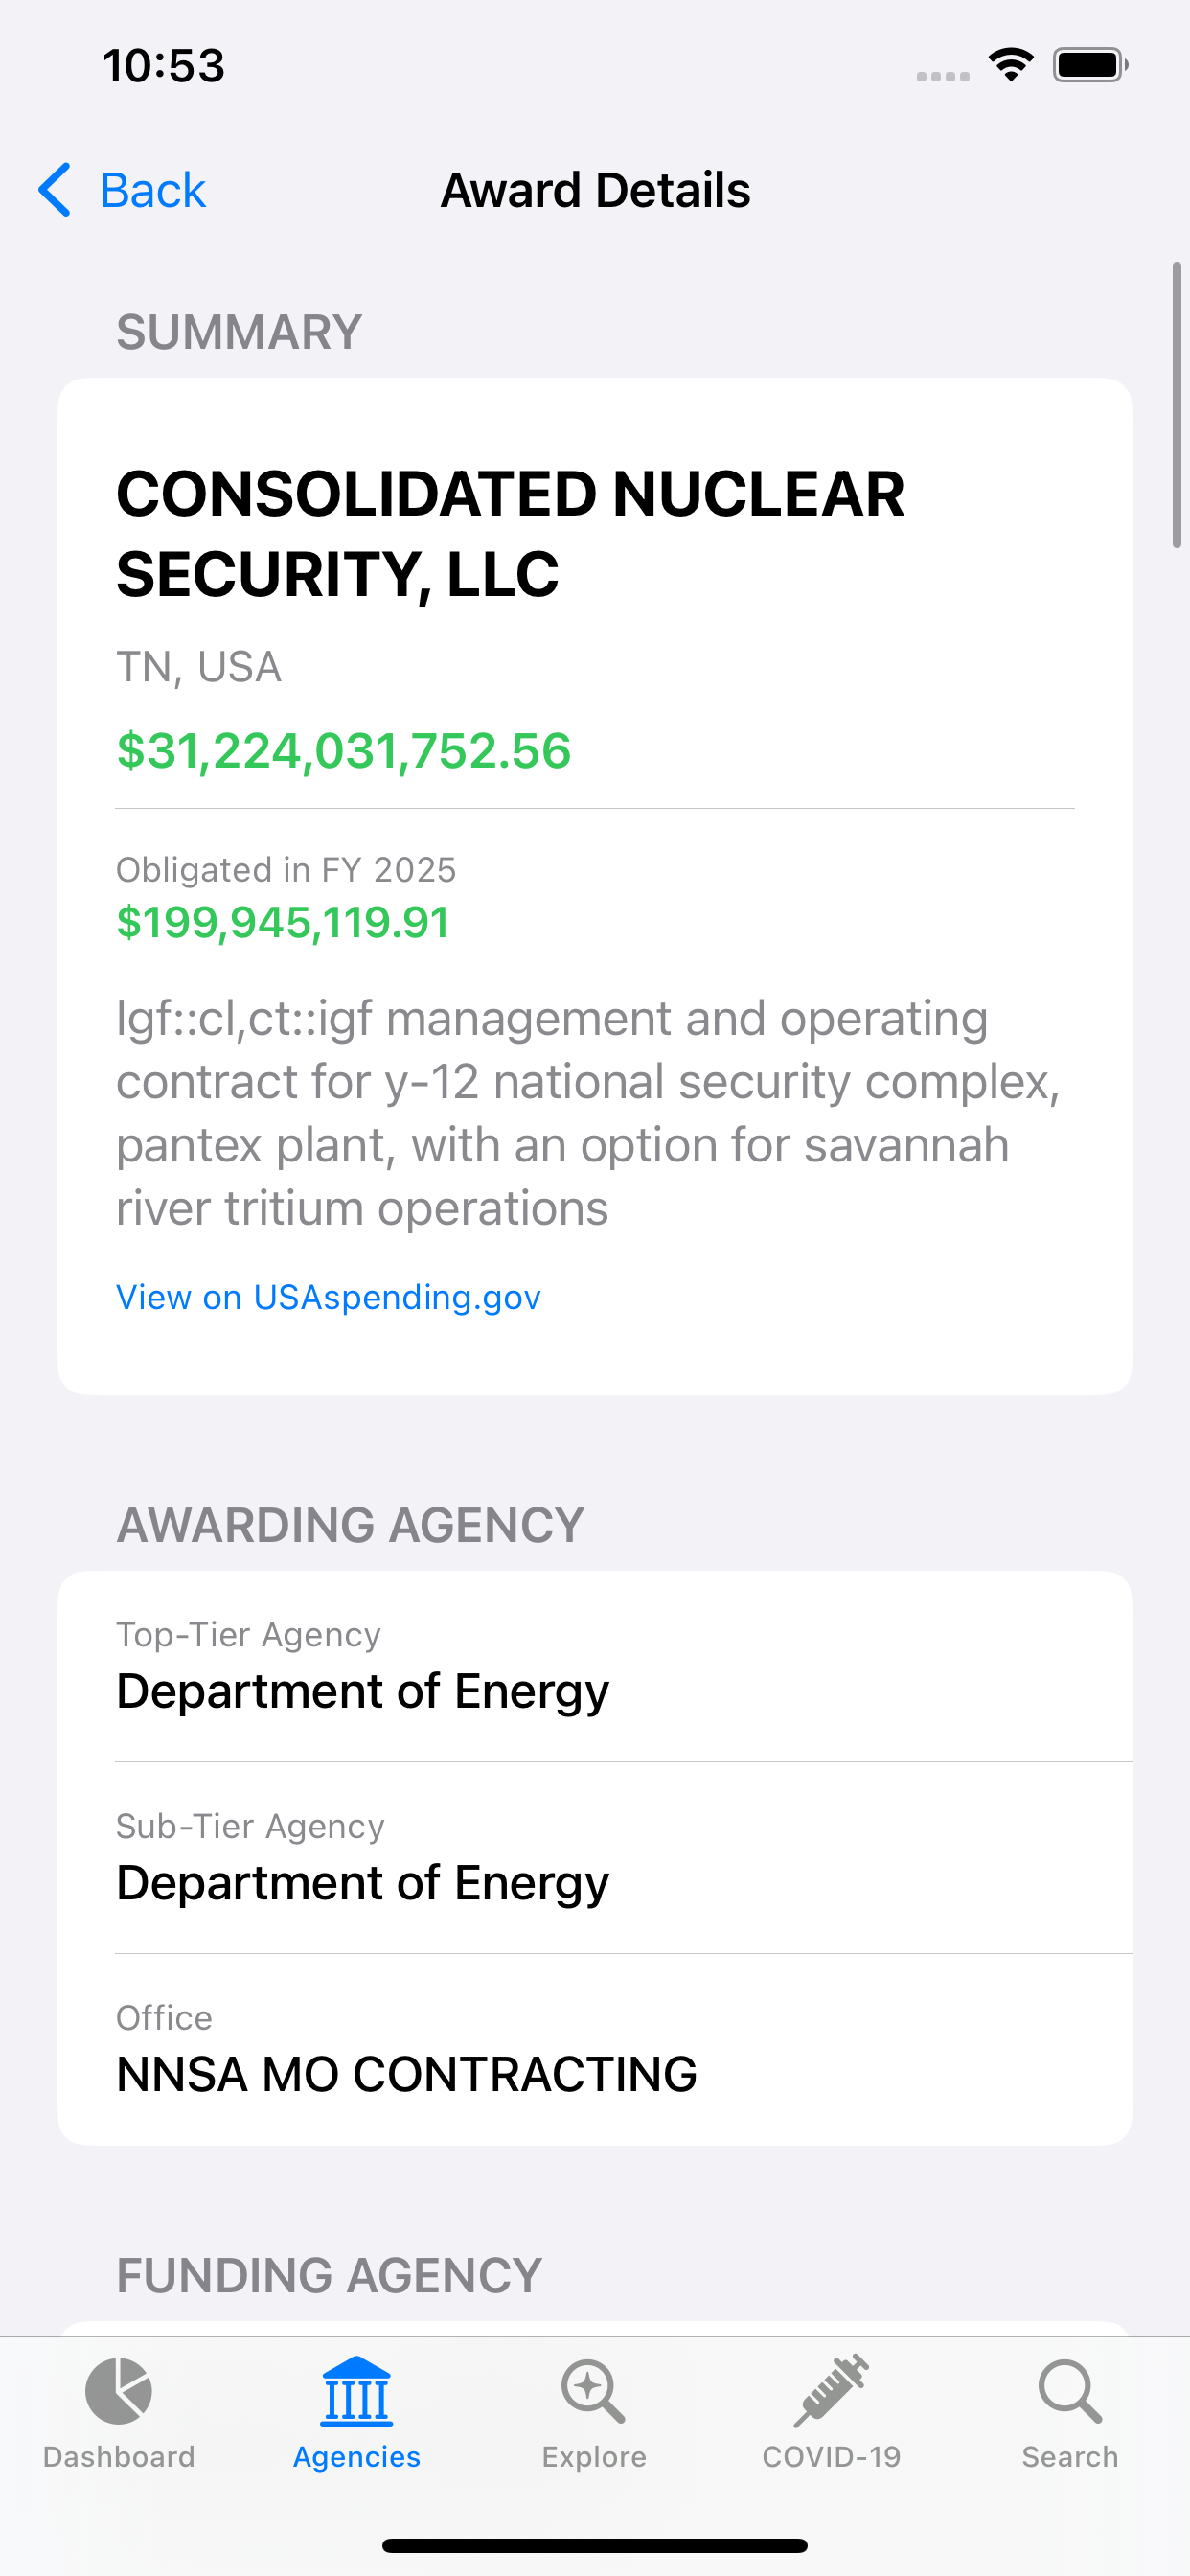 10:53
Back
Award Details
SUMMARY
CONSOLIDATED NUCLEAR
SECURITY, LLC
TN, USA
$31,224,031,752.56
Obligated in FY 2025
$199,945,119.91
Igf::cl,ct::igf management and operating
contract for y-12 national security complex,
pantex plant, with an option for savannah
river tritium operations
View on USAspending.gov
AWARDING AGENCY
Top-Tier Agency
Department of Energy
Sub-Tier Agency
Department of Energy
Office
NNSA MO CONTRACTING
FUNDING AGENCY
Dashboard
Agencies
Explore
COVID-19
Search